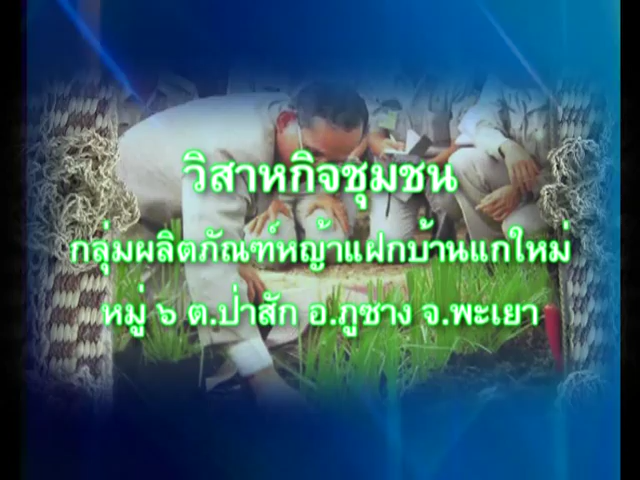 วิสาหกิจชุมชน
กลุ่มผลิตภัณฑ์หญ้าแฝกบ้านแกใหม่
หมู่ ๖ ต.ป่าสัก อ.ภูซาง จ.พะเยา